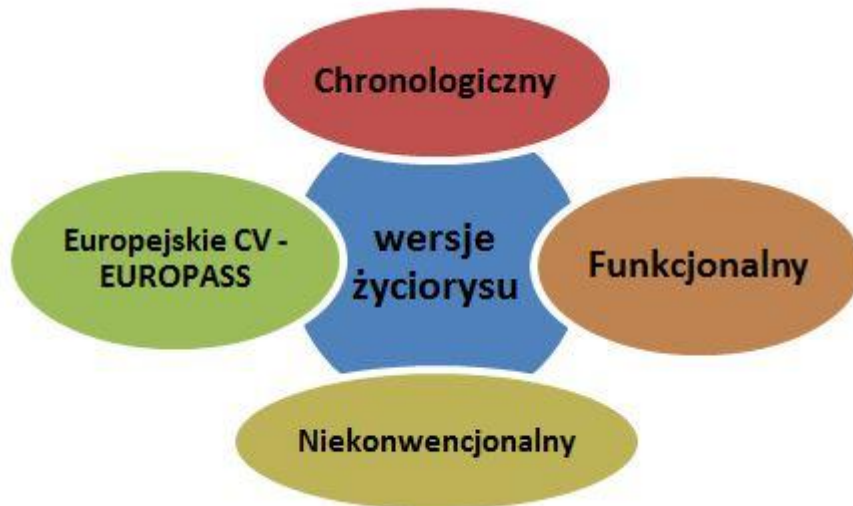 Chronologiczny
Europejskie CV -
EUROPASS
wersje
życiorysu
Funkcjonalny
Niekonwencjonalny